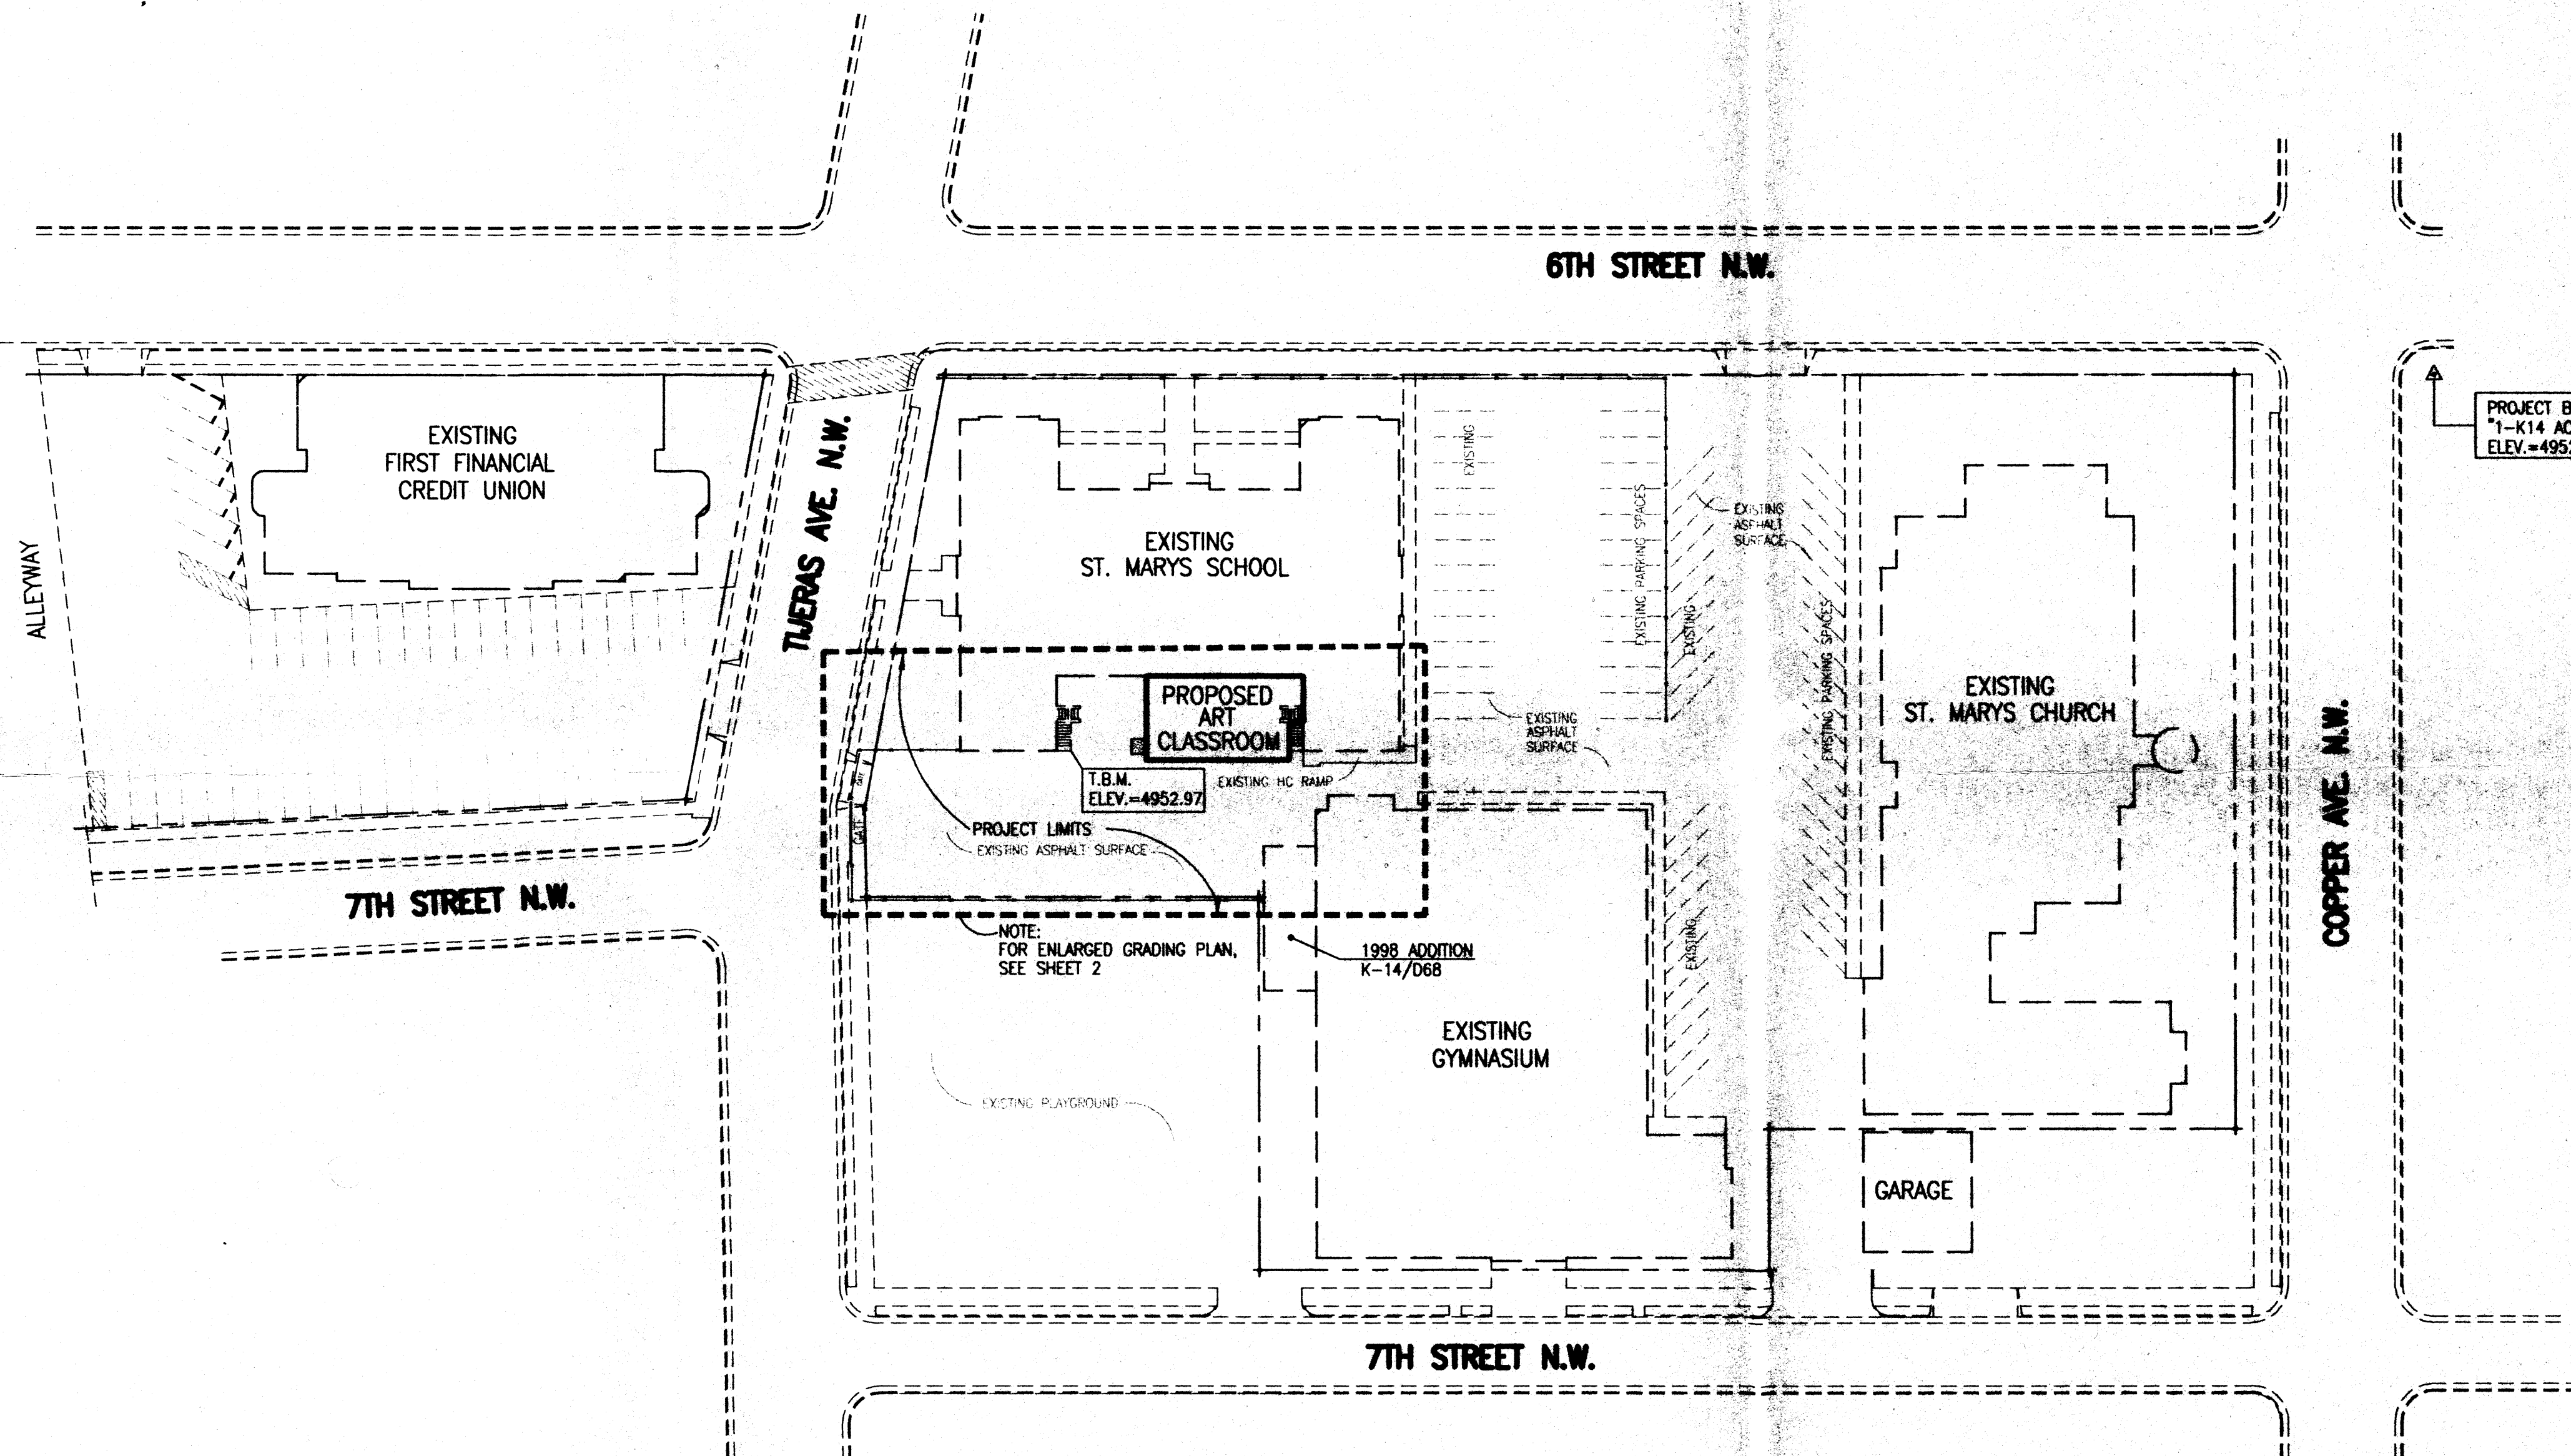 6TH STREET N.W.
EXISTING
FIRST FINANCIAL
CREDIT UNION
ALLEYWAY
TIJERAS AVE. N.W.
EXISTING
ST. MARYS SCHOOL
EXISTING
EXISTING PARKING SPACES
EXISTING
EXISTING
ASPHALT
SURFACE
EXISTING PARKING SPACES
PROJECT B
"1-K14 AC
ELEV.=495
EXISTING
ST. MARYS CHURCH
COPPER AVE. N.W.
PROPOSED
ART
CLASSROOM
EXISTING
ASPHALT
SURFACE
T.B.M.
ELEV.=4952.97
EXISTING HC RAMP
PROJECT LIMITS
EXISTING ASPHALT SURFACE
GATE
7TH STREET N.W.
NOTE:
FOR ENLARGED GRADING PLAN,
SEE SHEET 2
1998 ADDITION
K-14/D68
EXISTING
EXISTING
GYMNASIUM
EXISTING PLAYGROUND
GARAGE
7TH STREET N.W.